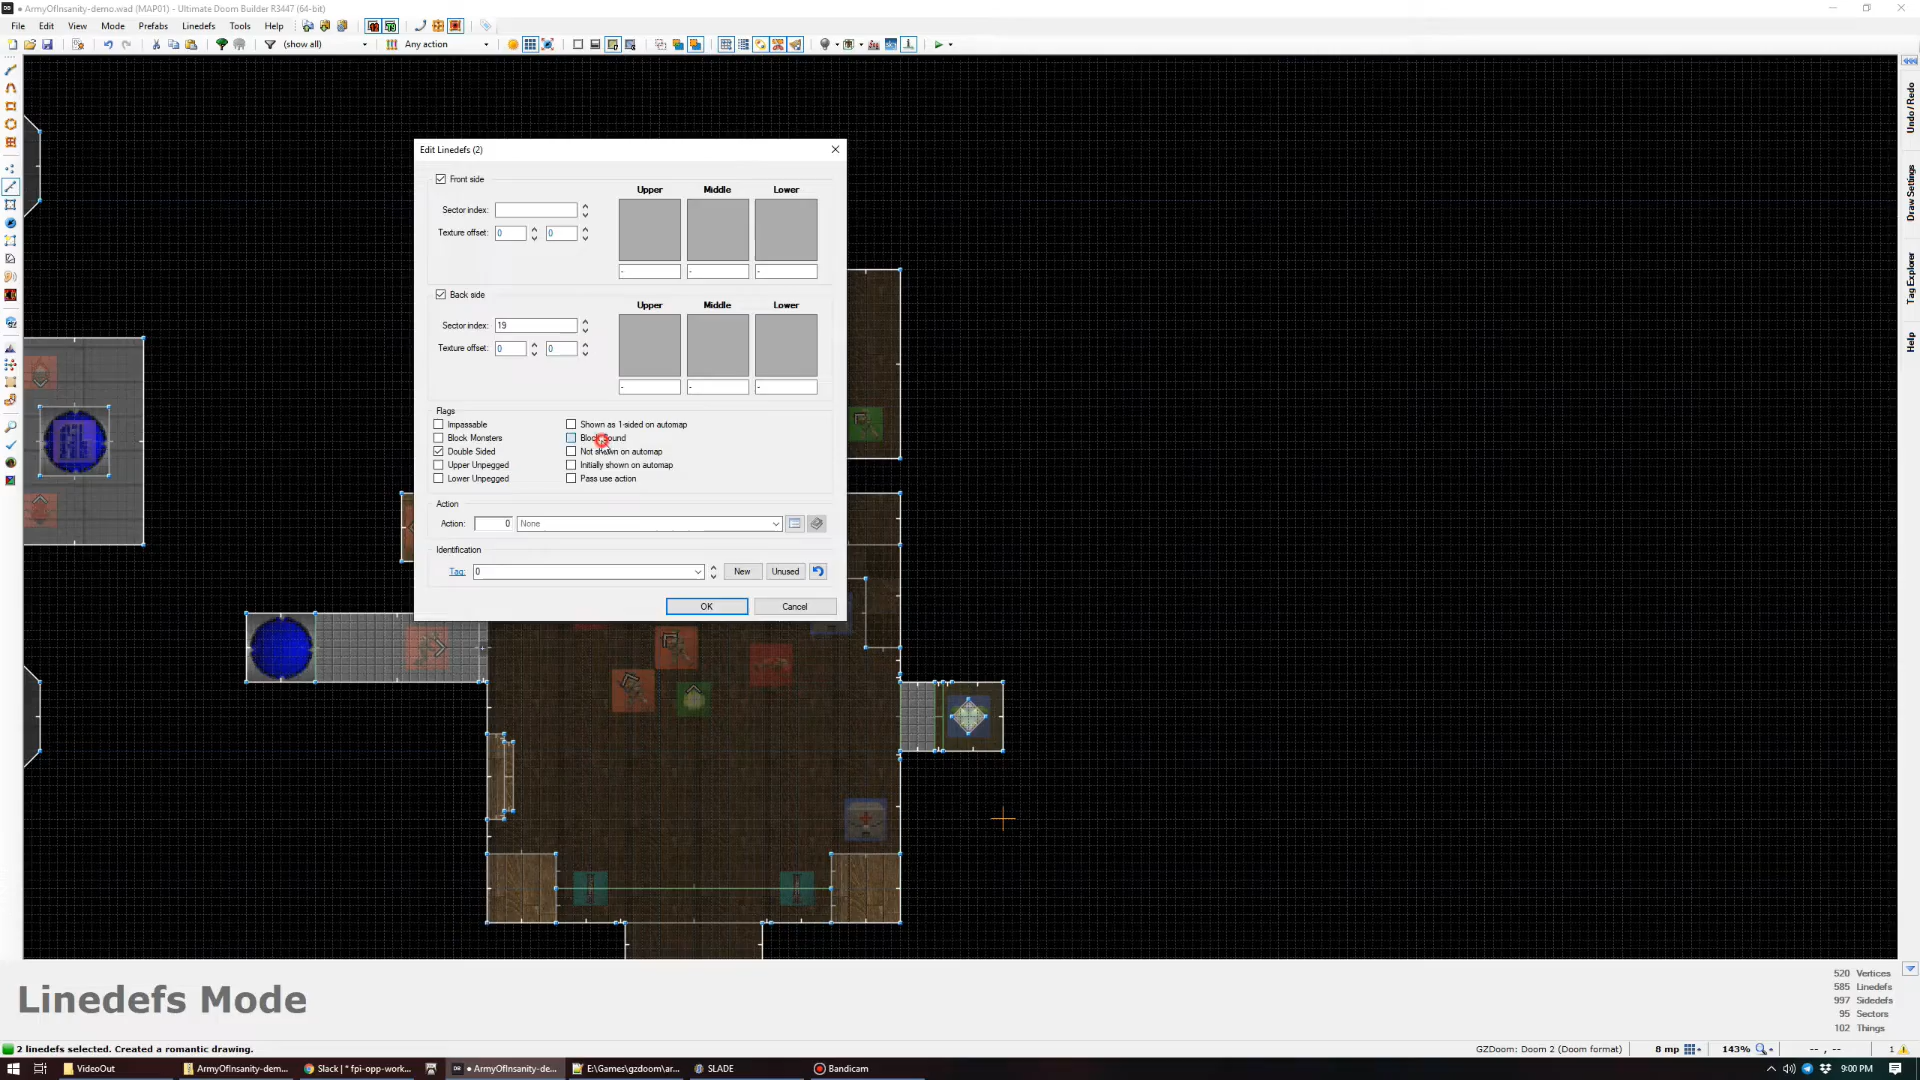 • ArmyOfInsanity-demo.wad (MAP01) - Ultimate Doom Builder R3447 (64-bit)
File Edit View Mode Prefabs Linedefs Tools Help
(show all) Any action
Undo/Redo
Draw Settings
Tag Explorer
Help
Edit Linedefs (2)
Front side
Upper Middle Lower
Sector index:
Texture offset: 0 0
- - -
Back side
Upper Middle Lower
Sector index: 19
Texture offset: 0 0
- - -
Flags
Impassable Shown as 1-sided on automap
Block Monsters
Double Sided Not shown on automap
Upper Unpegged Initially shown on automap
Lower Unpegged Pass use action
Action
Action: 0 None
Identification
Tag: 0 New Unused
OK Cancel
Linedefs Mode
520 Vertices
585 Linedefs
997 Sidedefs
95 Sectors
102 Things
2 linedefs selected. Created a romantic drawing.
GZDoom: Doom 2 (Doom format) 8 mp 143% -- , -- 1
VideoOut ArmyOfInsanity-dem... Slack | * fpi-opp-work... • ArmyOfInsanity-de... E:\Games\gzdoom\ar... SLADE Bandicam 9:00 PM